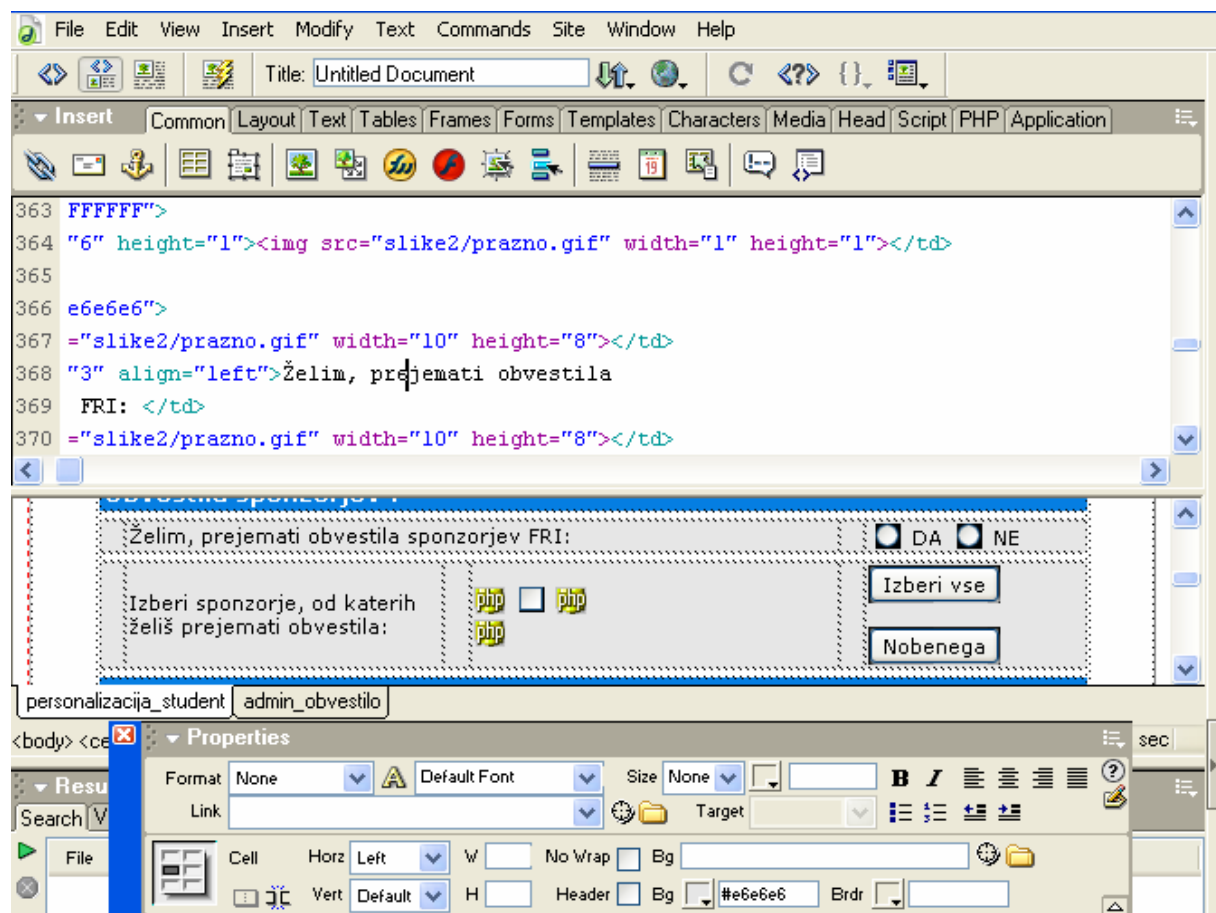 File Edit View Insert Modify Text Commands Site Window Help
Title: Untitled Document
Insert Common Layout Text Tables Frames Forms Templates Characters Media Head Script PHP Application
19
363 FFFFFF">
364 "6" height="1"><img src="slike2/prazno.gif" width="1" height="1"></td>
365
366 e6e6e6">
367 ="slike2/prazno.gif" width="10" height="8"></td>
368 "3" align="left">Želim, prejemati obvestila
369 FRI: </td>
370 ="slike2/prazno.gif" width="10" height="8"></td>
Želim, prejemati obvestila sponzorjev FRI: DA NE
Izberi sponzorje, od katerih
želiš prejemati obvestila:
php php
php
Izberi vse
Nobenega
personalizacija_student admin_obvestilo
<body> <ce sec
Properties
Format None Default Font Size None B I
Resu
Link Target
Search V
File Cell Horz Left W No Wrap Bg
Vert Default H Header Bg #e6e6e6 Brdr